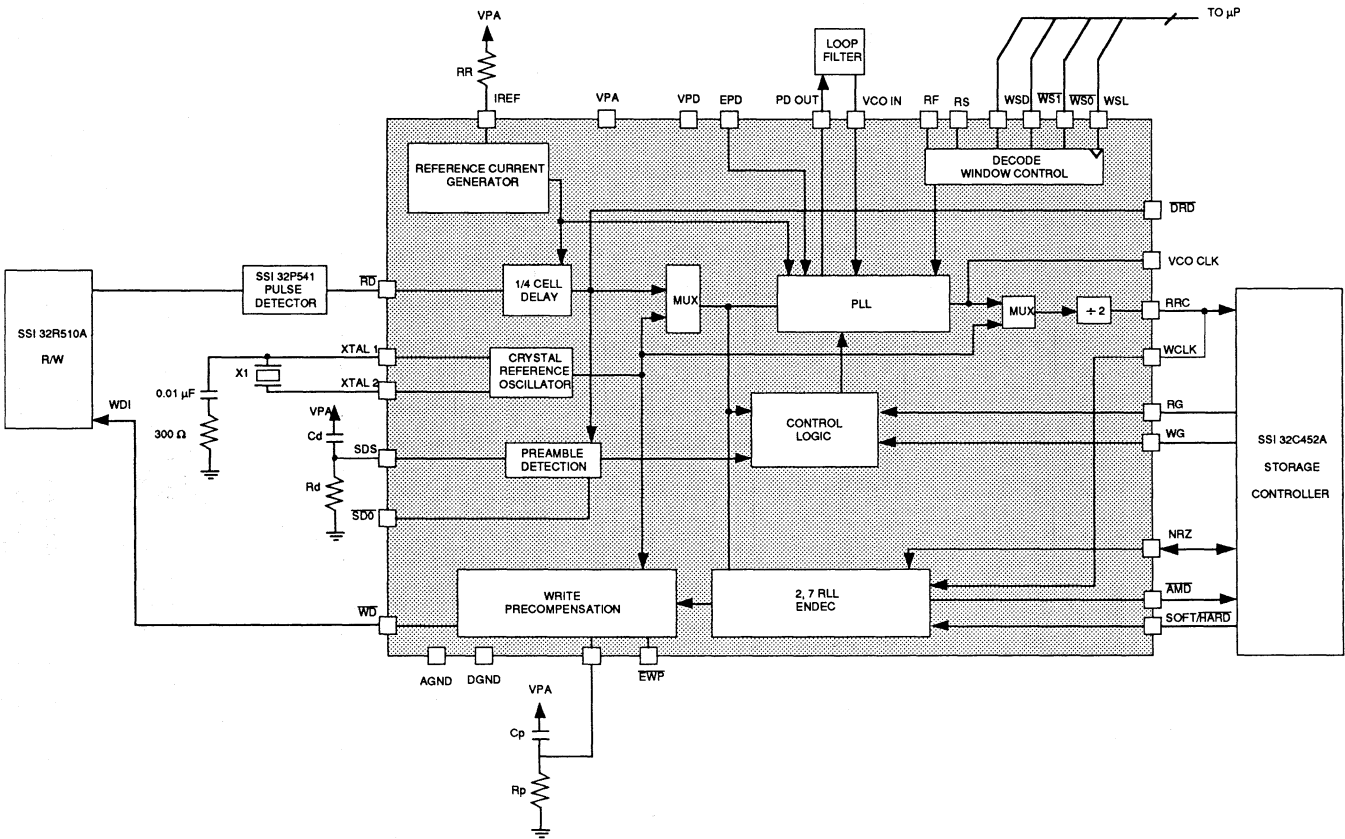 VPA
TO µP
LOOP
FILTER
RR
IREF
VPA
VPD
EPD
PD OUT
VCO IN
RF
RS
WSD
WS1
WS0
WSL
REFERENCE CURRENT
GENERATOR
DECODE
WINDOW CONTROL
DRD
SSI 32P541
PULSE
DETECTOR
RD
1/4 CELL
DELAY
MUX
PLL
VCO CLK
MUX
÷ 2
RRC
SSI 32R510A
R/W
XTAL 1
X1
XTAL 2
CRYSTAL
REFERENCE
OSCILLATOR
WCLK
0.01 µF
300 Ω
WDI
VPA
Cd
SDS
Rd
SD0
PREAMBLE
DETECTION
CONTROL
LOGIC
RG
WG
SSI 32C452A
STORAGE
CONTROLLER
NRZ
WRITE
PRECOMPENSATION
2, 7 RLL
ENDEC
AMD
SOFT/HARD
WD
AGND
DGND
EWP
VPA
Cp
Rp